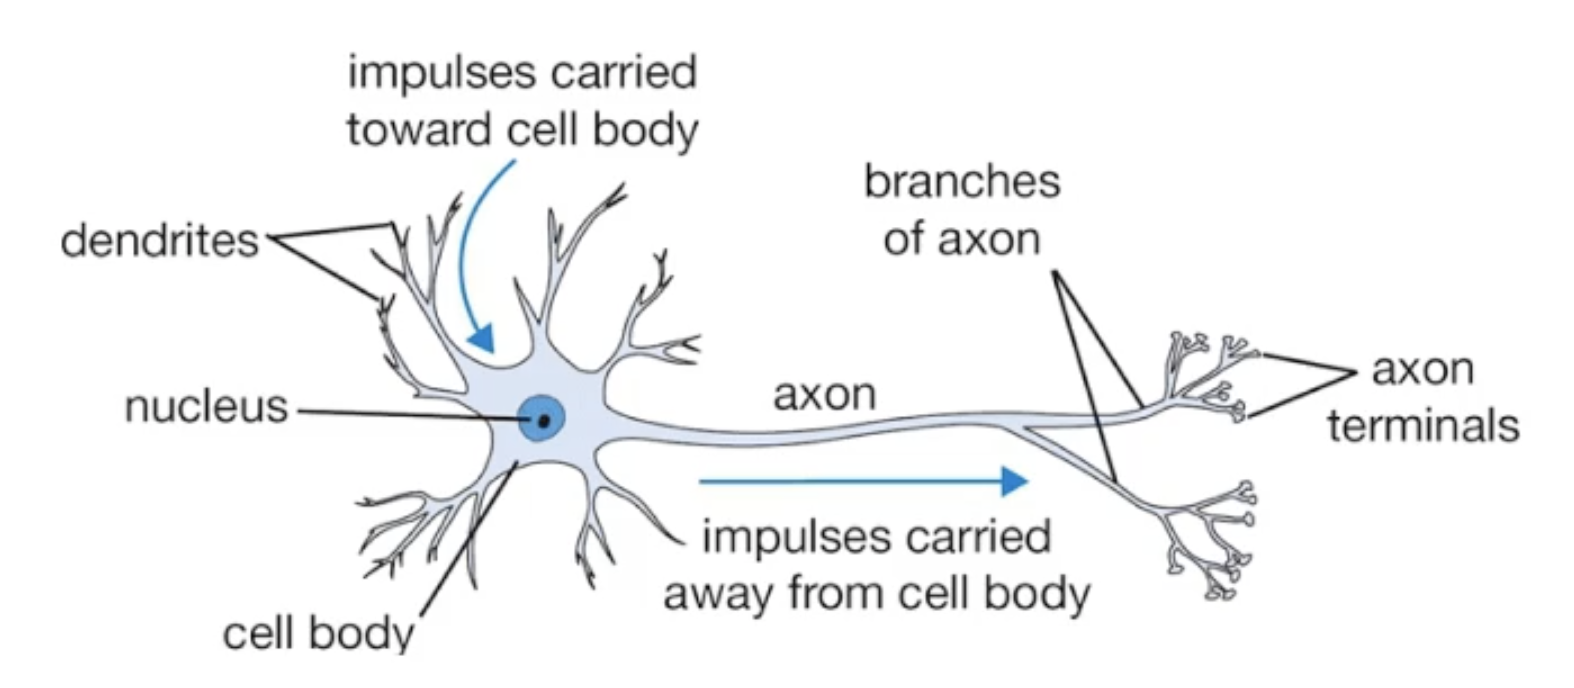 impulses carried
toward cell body
branches
of axon
dendrites
axon
terminals
nucleus
axon
impulses carried
away from cell body
cell body